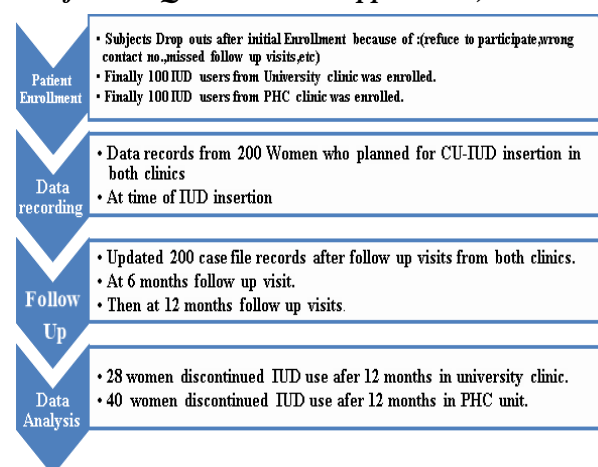 Patient
Enrollment
• Subjects Drop outs after initial Enrollment because of :(refuce to participate,wrong
contact no.,missed follow up visits,etc)
• Finally 100 IUD users from University clinic was enrolled.
• Finally 100 IUD users from PHC clinic was enrolled.
Data
recording
• Data records from 200 Women who planned for CU-IUD insertion in
both clinics
• At time of IUD insertion
Follow
Up
• Updated 200 case file records after follow up visits from both clinics.
• At 6 months follow up visit.
• Then at 12 months follow up visits.
Data
Analysis
• 28 women discontinued IUD use afer 12 months in university clinic.
• 40 women discontinued IUD use afer 12 months in PHC unit.